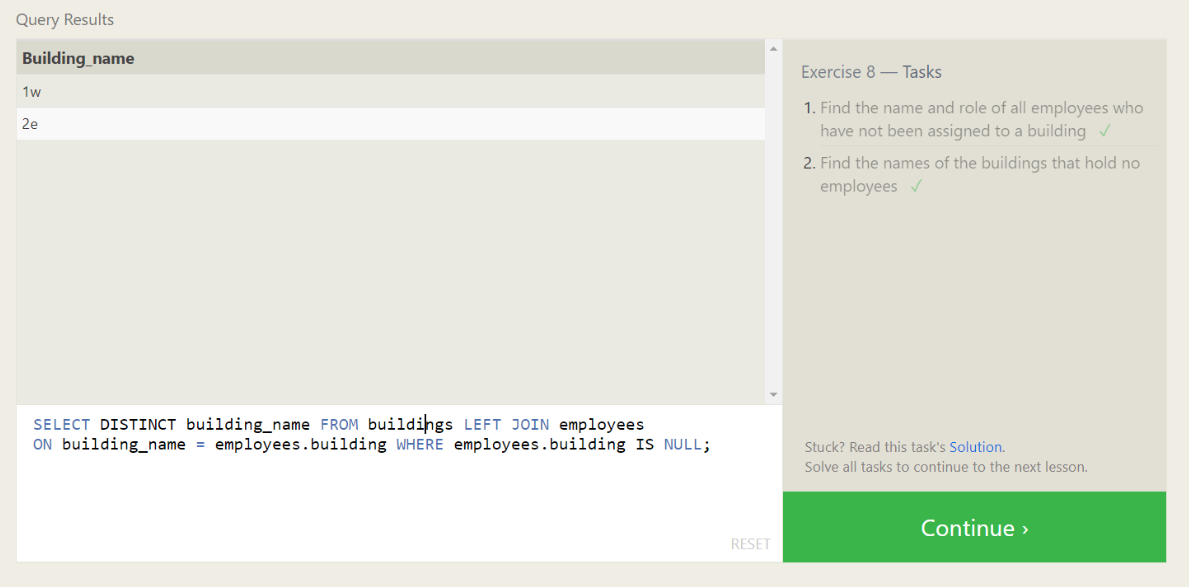 Query Results
Building_name
1w
2e
Exercise 8 — Tasks
1. Find the name and role of all employees who
have not been assigned to a building ✓
2. Find the names of the buildings that hold no
employees ✓
SELECT DISTINCT building_name FROM buildings LEFT JOIN employees
ON building_name = employees.building WHERE employees.building IS NULL;
RESET
Stuck? Read this task's Solution.
Solve all tasks to continue to the next lesson.
Continue ›